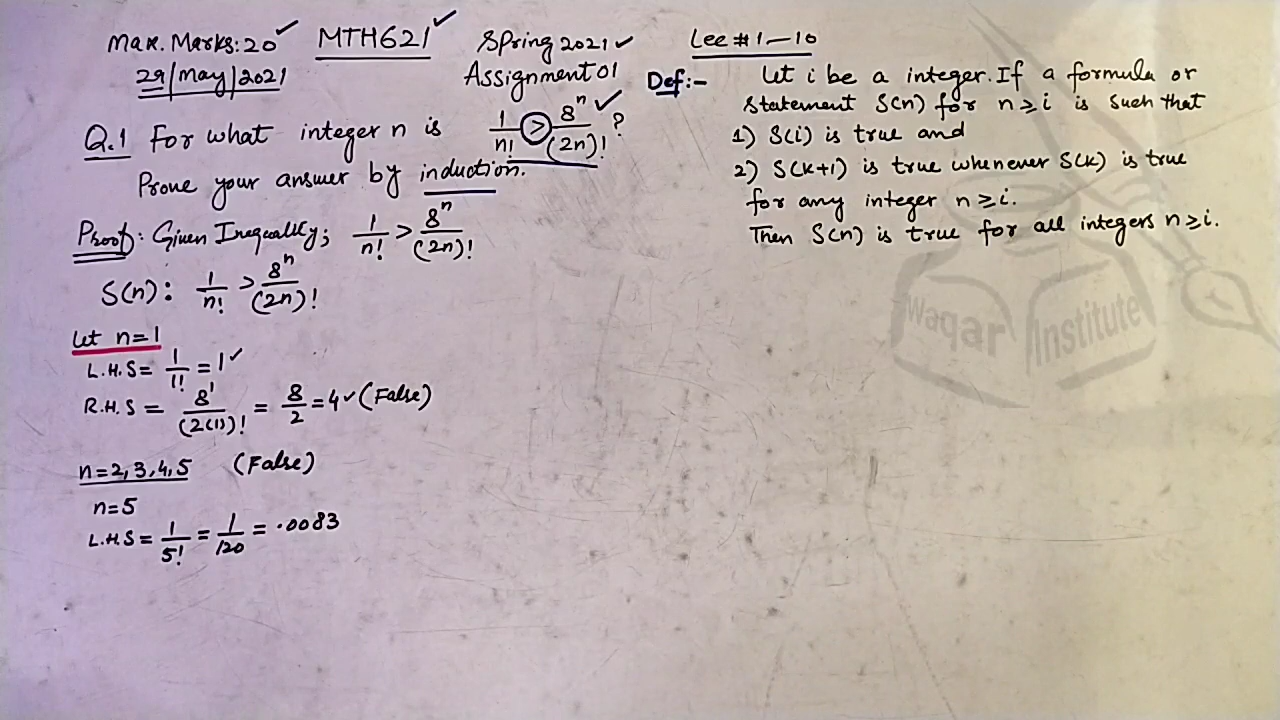 Max. Marks: 20 ✓ MTH621 ✓ Spring 2021 ✓ Lec # 1–10
29/May/2021 Assignment 01
Q.1 For what integer n is 1/n! > 8^n/(2n)! ✓ ?
Prove your answer by induction.
Proof: Given Inequality; 1/n! > 8^n/(2n)!
S(n): 1/n! > 8^n/(2n)!
Let n=1
L.H.S = 1/1! = 1 ✓
R.H.S = 8^1/(2(1))! = 8/2 = 4 ✓ (False)
n=2,3,4,5 (False)
n=5
L.H.S = 1/5! = 1/120 = .0083
Def:- Let i be a integer. If a formula or
statement S(n) for n ≥ i is such that
1) S(i) is true and
2) S(k+1) is true whenever S(k) is true
for any integer n ≥ i.
Then S(n) is true for all integers n ≥ i.
Waqar Institute